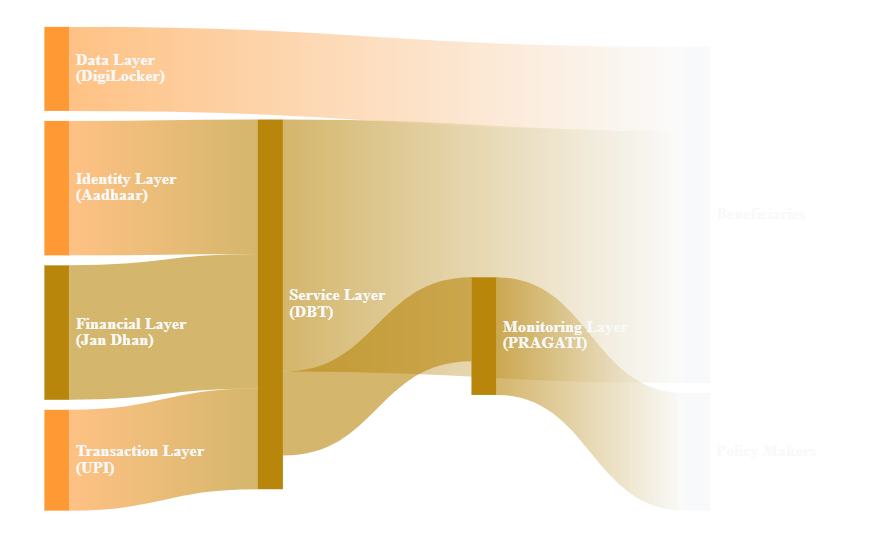 Data Layer
(DigiLocker)
Identity Layer
(Aadhaar)
Financial Layer
(Jan Dhan)
Transaction Layer
(UPI)
Service Layer
(DBT)
Monitoring Layer
(PRAGATI)
Beneficiaries
Policy Makers